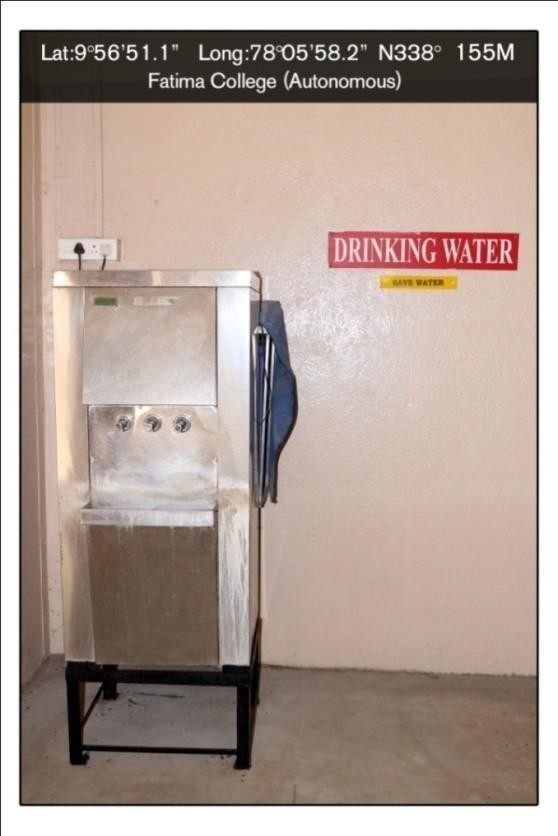 Lat:9°56'51.1" Long:78°05'58.2" N338° 155M
Fatima College (Autonomous)
DRINKING WATER
SAVE WATER